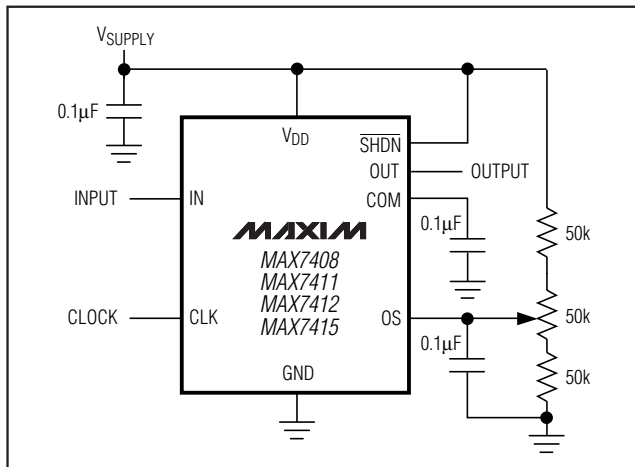 VSUPPLY
0.1μF
VDD
SHDN
OUT
OUTPUT
INPUT
IN
COM
MAXIM
0.1μF
50k
MAX7408
MAX7411
MAX7412
MAX7415
CLOCK
CLK
OS
50k
0.1μF
50k
GND